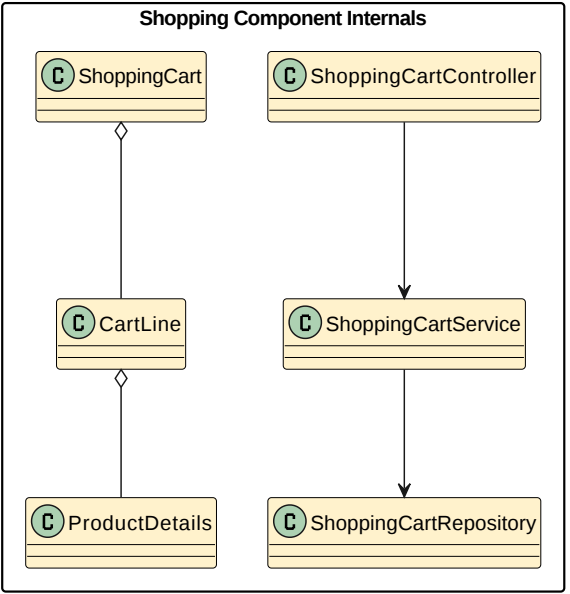 Shopping Component Internals
C ShoppingCart
C ShoppingCartController
C CartLine
C ShoppingCartService
C ProductDetails
C ShoppingCartRepository